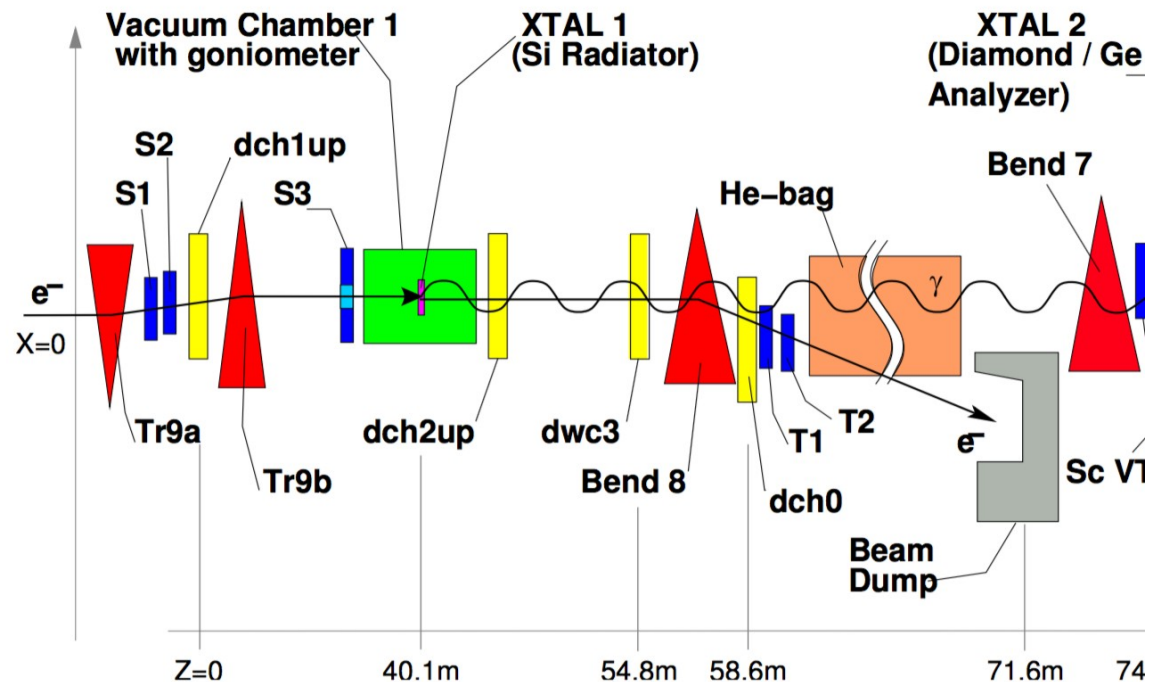 Vacuum Chamber 1
with goniometer
XTAL 1
(Si Radiator)
XTAL 2
(Diamond / Ge
Analyzer)
S2
dch1up
Bend 7
S1
S3
He-bag
e-
γ
X=0
Tr9a
dch2up
dwc3
T2
T1
e-
Sc VT
Tr9b
Bend 8
dch0
Beam
Dump
Z=0
40.1m
54.8m
58.6m
71.6m
74